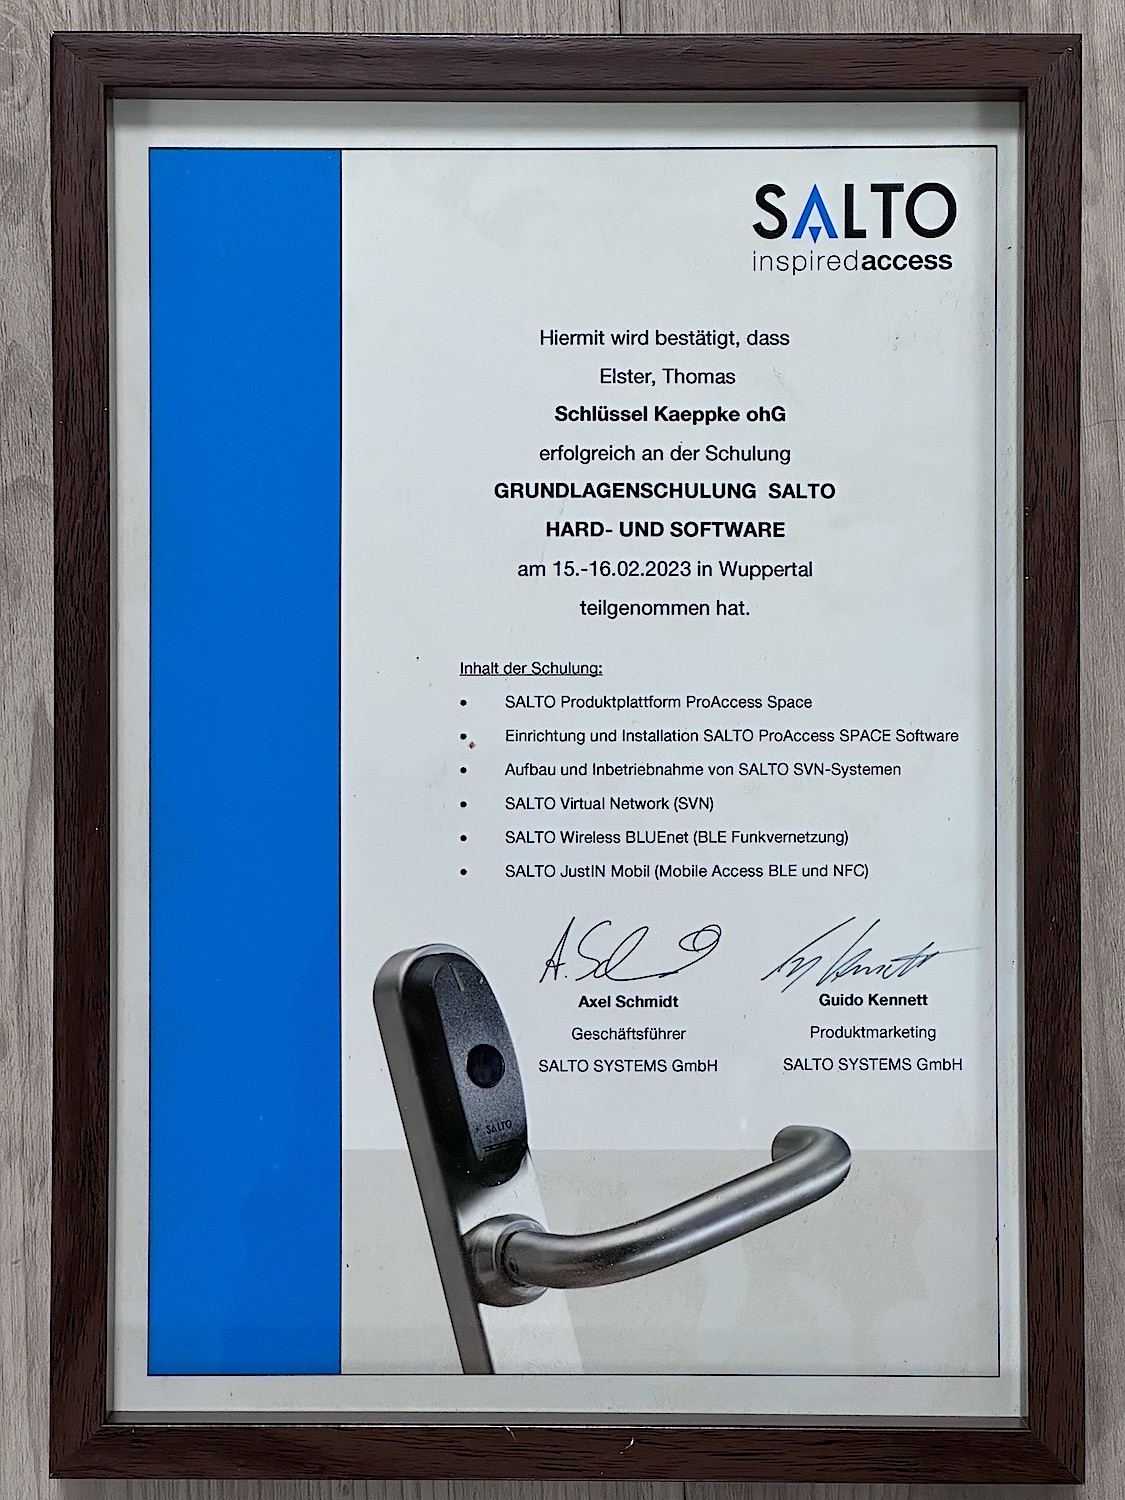 SALTO
inspiredaccess
Hiermit wird bestätigt, dass
Elster, Thomas
Schlüssel Kaeppke ohG
erfolgreich an der Schulung
GRUNDLAGENSCHULUNG SALTO
HARD- UND SOFTWARE
am 15.-16.02.2023 in Wuppertal
teilgenommen hat.
Inhalt der Schulung:
• SALTO Produktplattform ProAccess Space
• Einrichtung und Installation SALTO ProAccess SPACE Software
• Aufbau und Inbetriebnahme von SALTO SVN-Systemen
• SALTO Virtual Network (SVN)
• SALTO Wireless BLUEnet (BLE Funkvernetzung)
• SALTO JustIN Mobil (Mobile Access BLE und NFC)
Axel Schmidt
Geschäftsführer
SALTO SYSTEMS GmbH
Guido Kennett
Produktmarketing
SALTO SYSTEMS GmbH
SALTO